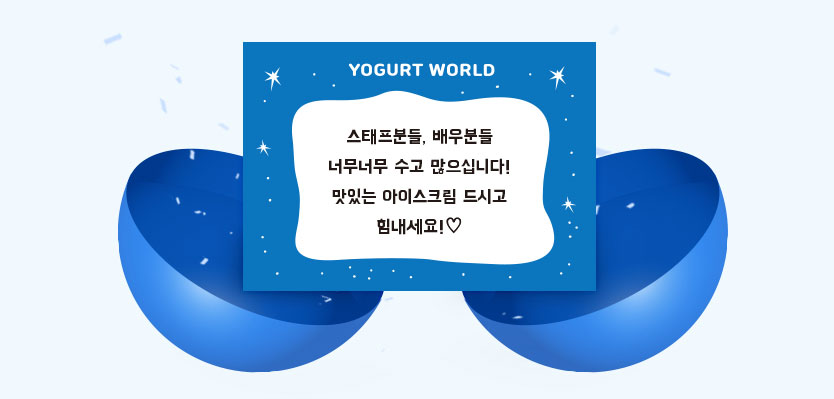 YOGURT WORLD
스태프분들, 배우분들
너무너무 수고 많으십니다!
맛있는 아이스크림 드시고
힘내세요!♡